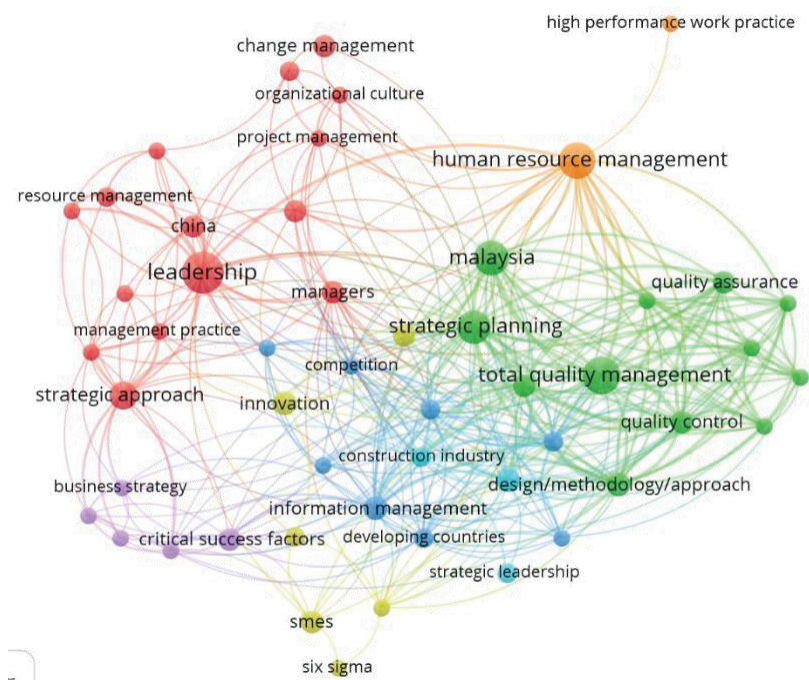 high performance work practice
change management
organizational culture
project management
human resource management
resource management
china
malaysia
leadership
quality assurance
managers
strategic planning
management practice
competition
total quality management
strategic approach
innovation
quality control
construction industry
business strategy
design/methodology/approach
information management
critical success factors
developing countries
strategic leadership
smes
six sigma